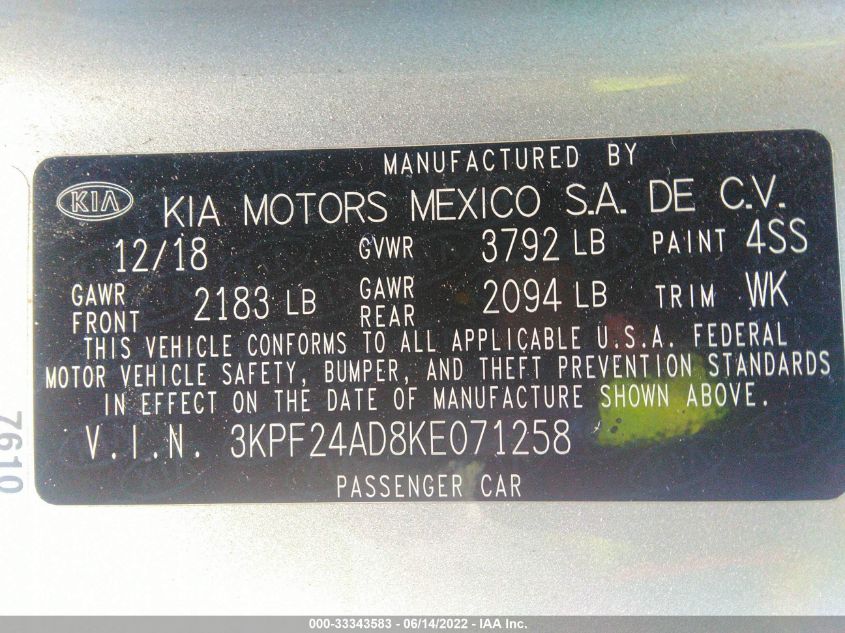 MANUFACTURED BY
KIA KIA MOTORS MEXICO S.A. DE C.V.
12/18 GVWR 3792 LB PAINT 4SS
GAWR FRONT 2183 LB GAWR REAR 2094 LB TRIM WK
THIS VEHICLE CONFORMS TO ALL APPLICABLE U.S.A. FEDERAL
MOTOR VEHICLE SAFETY, BUMPER, AND THEFT PREVENTION STANDARDS
IN EFFECT ON THE DATE OF MANUFACTURE SHOWN ABOVE.
V.I.N. 3KPF24AD8KE071258
PASSENGER CAR
7610
000-33343583 - 06/14/2022 - IAA Inc.